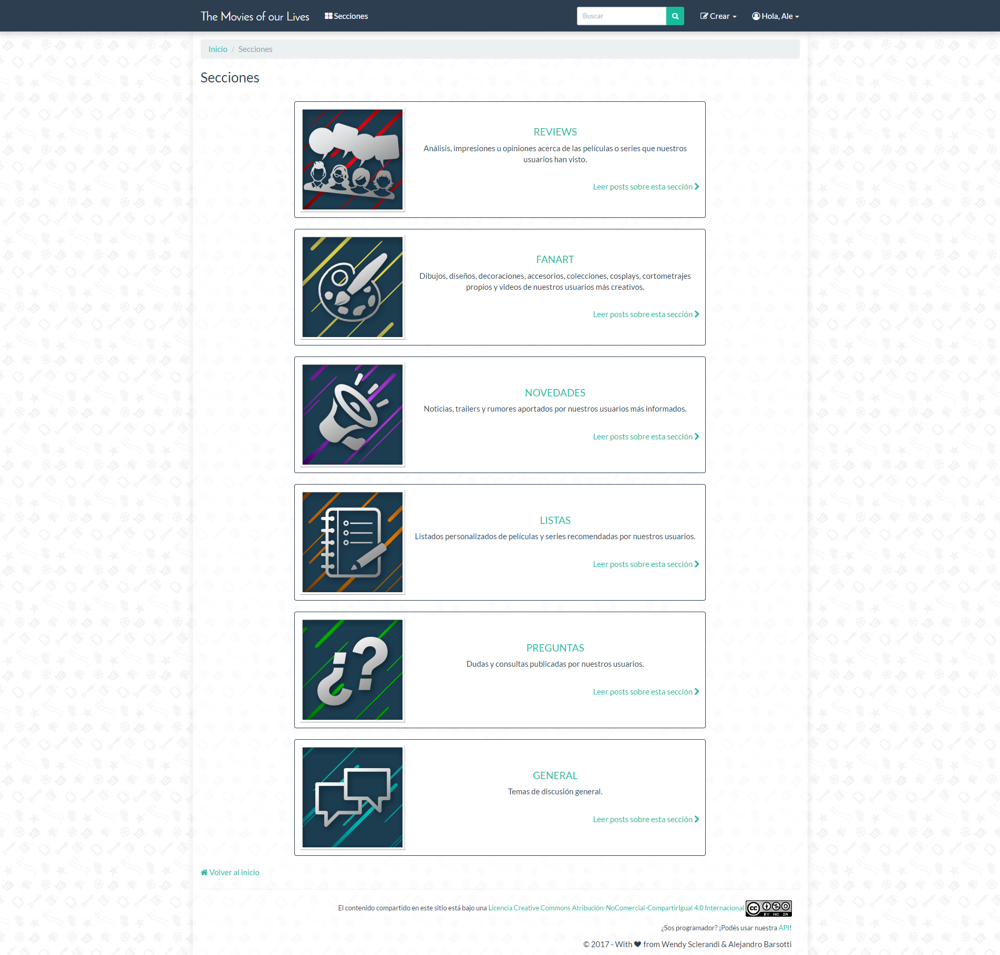 The Movies of our Lives
Secciones
Buscar
Crear
Hola, Ale
Inicio / Secciones
Secciones
REVIEWS
Análisis, impresiones u opiniones acerca de las películas o series que nuestros
usuarios han visto.
Leer posts sobre esta sección
FANART
Dibujos, diseños, decoraciones, accesorios, colecciones, cosplays, cortometrajes
propios y videos de nuestros usuarios más creativos.
Leer posts sobre esta sección
NOVEDADES
Noticias, trailers y rumores aportados por nuestros usuarios más informados.
Leer posts sobre esta sección
LISTAS
Listados personalizados de películas y series recomendadas por nuestros usuarios.
Leer posts sobre esta sección
¿?
PREGUNTAS
Dudas y consultas publicadas por nuestros usuarios.
Leer posts sobre esta sección
GENERAL
Temas de discusión general.
Leer posts sobre esta sección
Volver al inicio
El contenido compartido en este sitio está bajo una Licencia Creative Commons Atribución-NoComercial-CompartirIgual 4.0 Internacional
cc
BY NC SA
¿Sos programador? ¡Podés usar nuestra API!
© 2017 - With ♥ from Wendy Sclerandi & Alejandro Barsotti